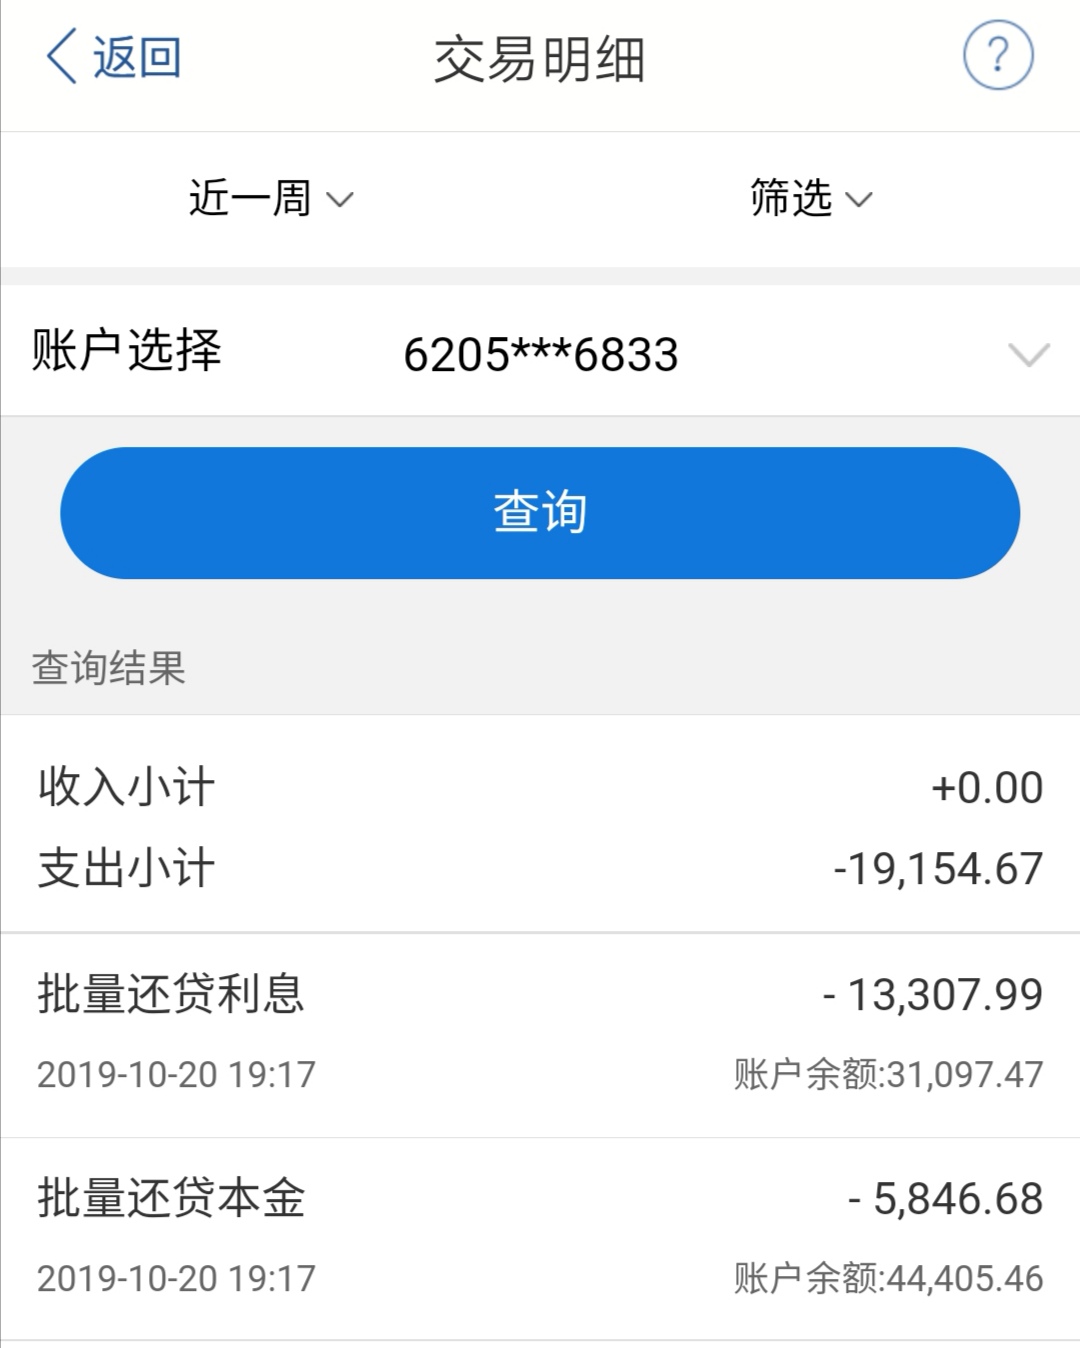 返回 交易明细 ?
近一周 筛选
账户选择 6205***6833
查询
查询结果
收入小计 +0.00
支出小计 -19,154.67
批量还贷利息 - 13,307.99
2019-10-20 19:17 账户余额:31,097.47
批量还贷本金 - 5,846.68
2019-10-20 19:17 账户余额:44,405.46